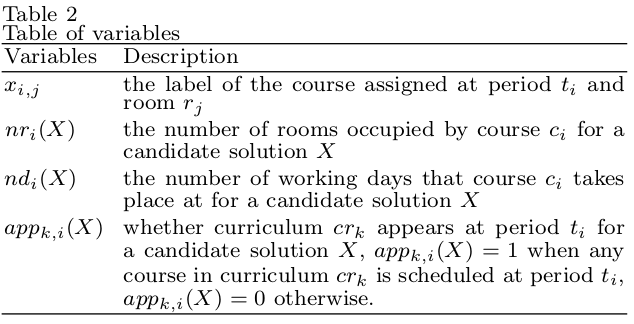 Table 2
Table of variables
Variables Description
x_{i,j} the label of the course assigned at period t_i and
room r_j
nr_i(X) the number of rooms occupied by course c_i for a
candidate solution X
nd_i(X) the number of working days that course c_i takes
place at for a candidate solution X
app_{k,i}(X) whether curriculum cr_k appears at period t_i for
a candidate solution X, app_{k,i}(X) = 1 when any
course in curriculum cr_k is scheduled at period t_i,
app_{k,i}(X) = 0 otherwise.